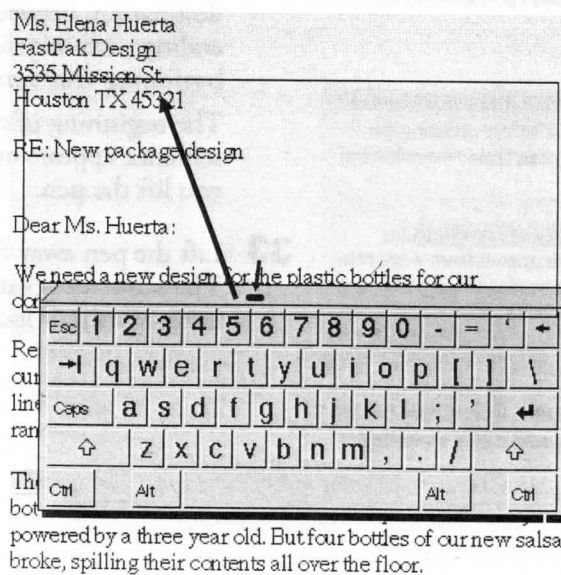 Ms. Elena Huerta
FastPak Design
3535 Mission St.
Houston TX 45321
RE: New package design
Dear Ms. Huerta:
We need a new design for the plastic bottles for our
Esc 1 2 3 4 5 6 7 8 9 0 - = ' ←
→| q w e r t y u i o p [ ] \
Caps a s d f g h j k l ; ' ↵
⇧ z x c v b n m , . / ⇧
Ctrl Alt Alt Ctrl
powered by a three year old. But four bottles of our new salsa
broke, spilling their contents all over the floor.